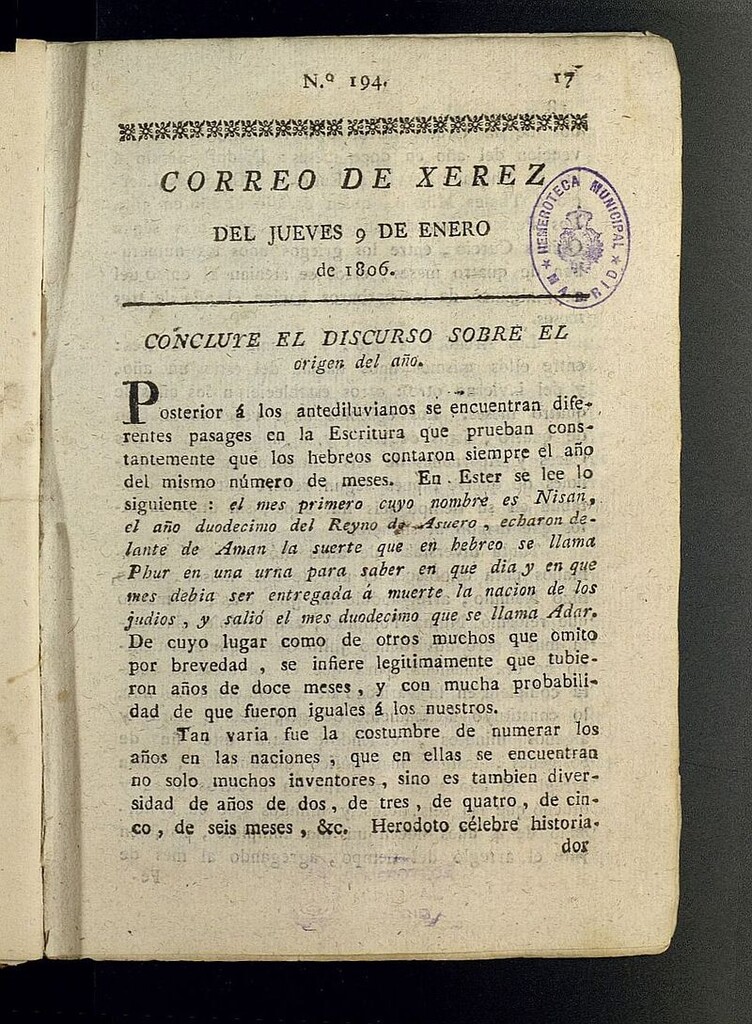 N.º 194.
17
CORREO DE XEREZ
DEL JUEVES 9 DE ENERO
de 1806.
HEMEROTECA MUNICIPAL
★ MADRID ★
CONCLUYE EL DISCURSO SOBRE EL
origen del año.
Posterior á los antediluvianos se encuentran dife-
rentes pasages en la Escritura que prueban cons-
tantemente que los hebreos contaron siempre el año
del mismo número de meses. En Ester se lee lo
siguiente : el mes primero cuyo nombre es Nisan,
el año duodecimo del Reyno de Asuero , echaron de-
lante de Aman la suerte que en hebreo se llama
Phur en una urna para saber en que dia y en que
mes debia ser entregada á muerte la nacion de los
judios , y salió el mes duodecimo que se llama Adar.
De cuyo lugar como de otros muchos que omito
por brevedad , se infiere legitimamente que tubie-
ron años de doce meses , y con mucha probabili-
dad de que fueron iguales á los nuestros.
Tan varia fue la costumbre de numerar los
años en las naciones , que en ellas se encuentran
no solo muchos inventores , sino es tambien diver-
sidad de años de dos , de tres , de quatro , de cin-
co , de seis meses , &c. Herodoto célebre historia-
dor